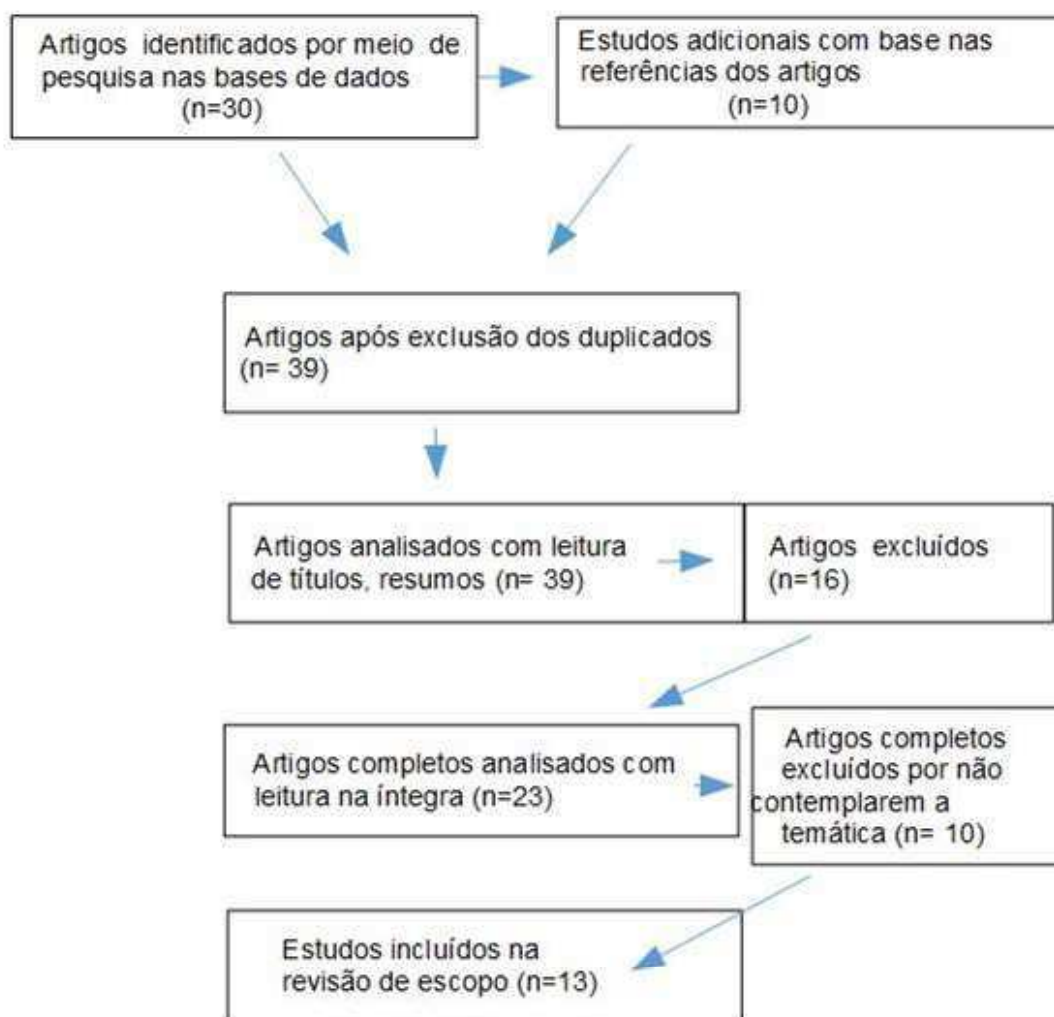 Artigos identificados por meio de
pesquisa nas bases de dados
(n=30)
Estudos adicionais com base nas
referências dos artigos
(n=10)
Artigos após exclusão dos duplicados
(n= 39)
Artigos analisados com leitura
de títulos, resumos (n= 39)
Artigos excluídos
(n=16)
Artigos completos analisados com
leitura na íntegra (n=23)
Artigos completos
excluídos por não
contemplarem a
temática (n= 10)
Estudos incluídos na
revisão de escopo (n=13)